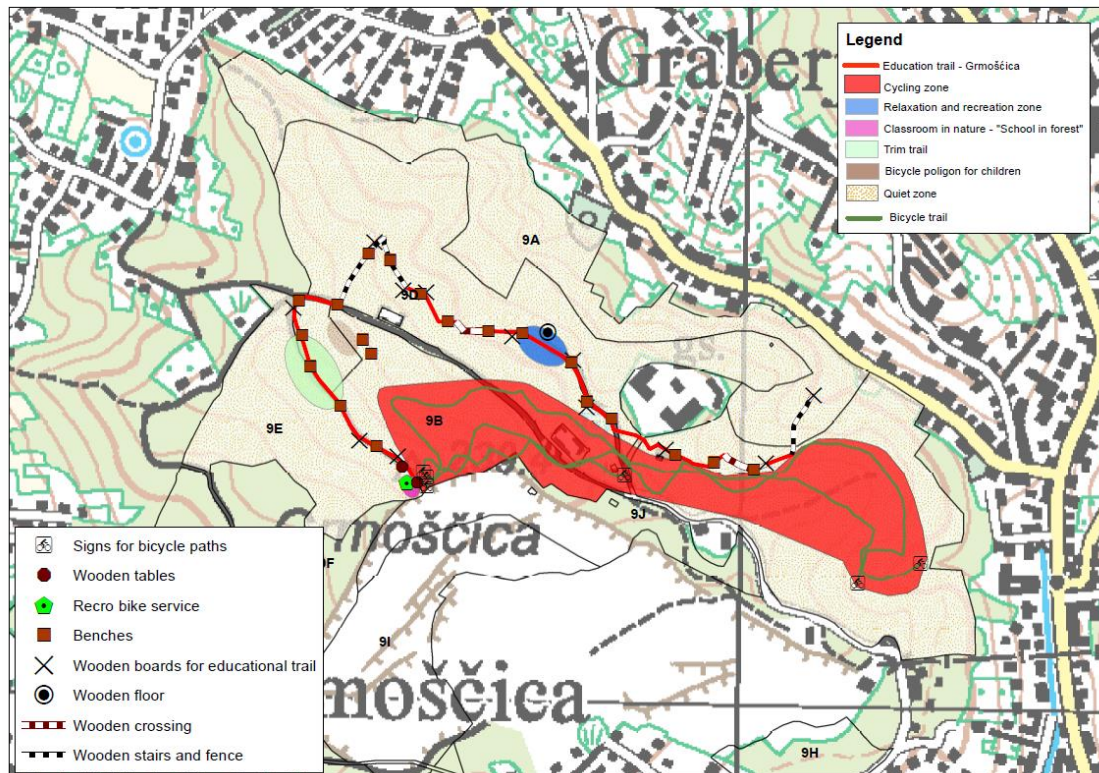 Graber
Legend
Education trail - Grmoščica
Cycling zone
Relaxation and recreation zone
Classroom in nature - "School in forest"
Trim trail
Bicycle poligon for children
Quiet zone
Bicycle trail
9A
9D
gs.
9B
9E
9J
rmoščica
9F
9I
moščica
9H
Signs for bicycle paths
Wooden tables
Recro bike service
Benches
Wooden boards for educational trail
Wooden floor
Wooden crossing
Wooden stairs and fence